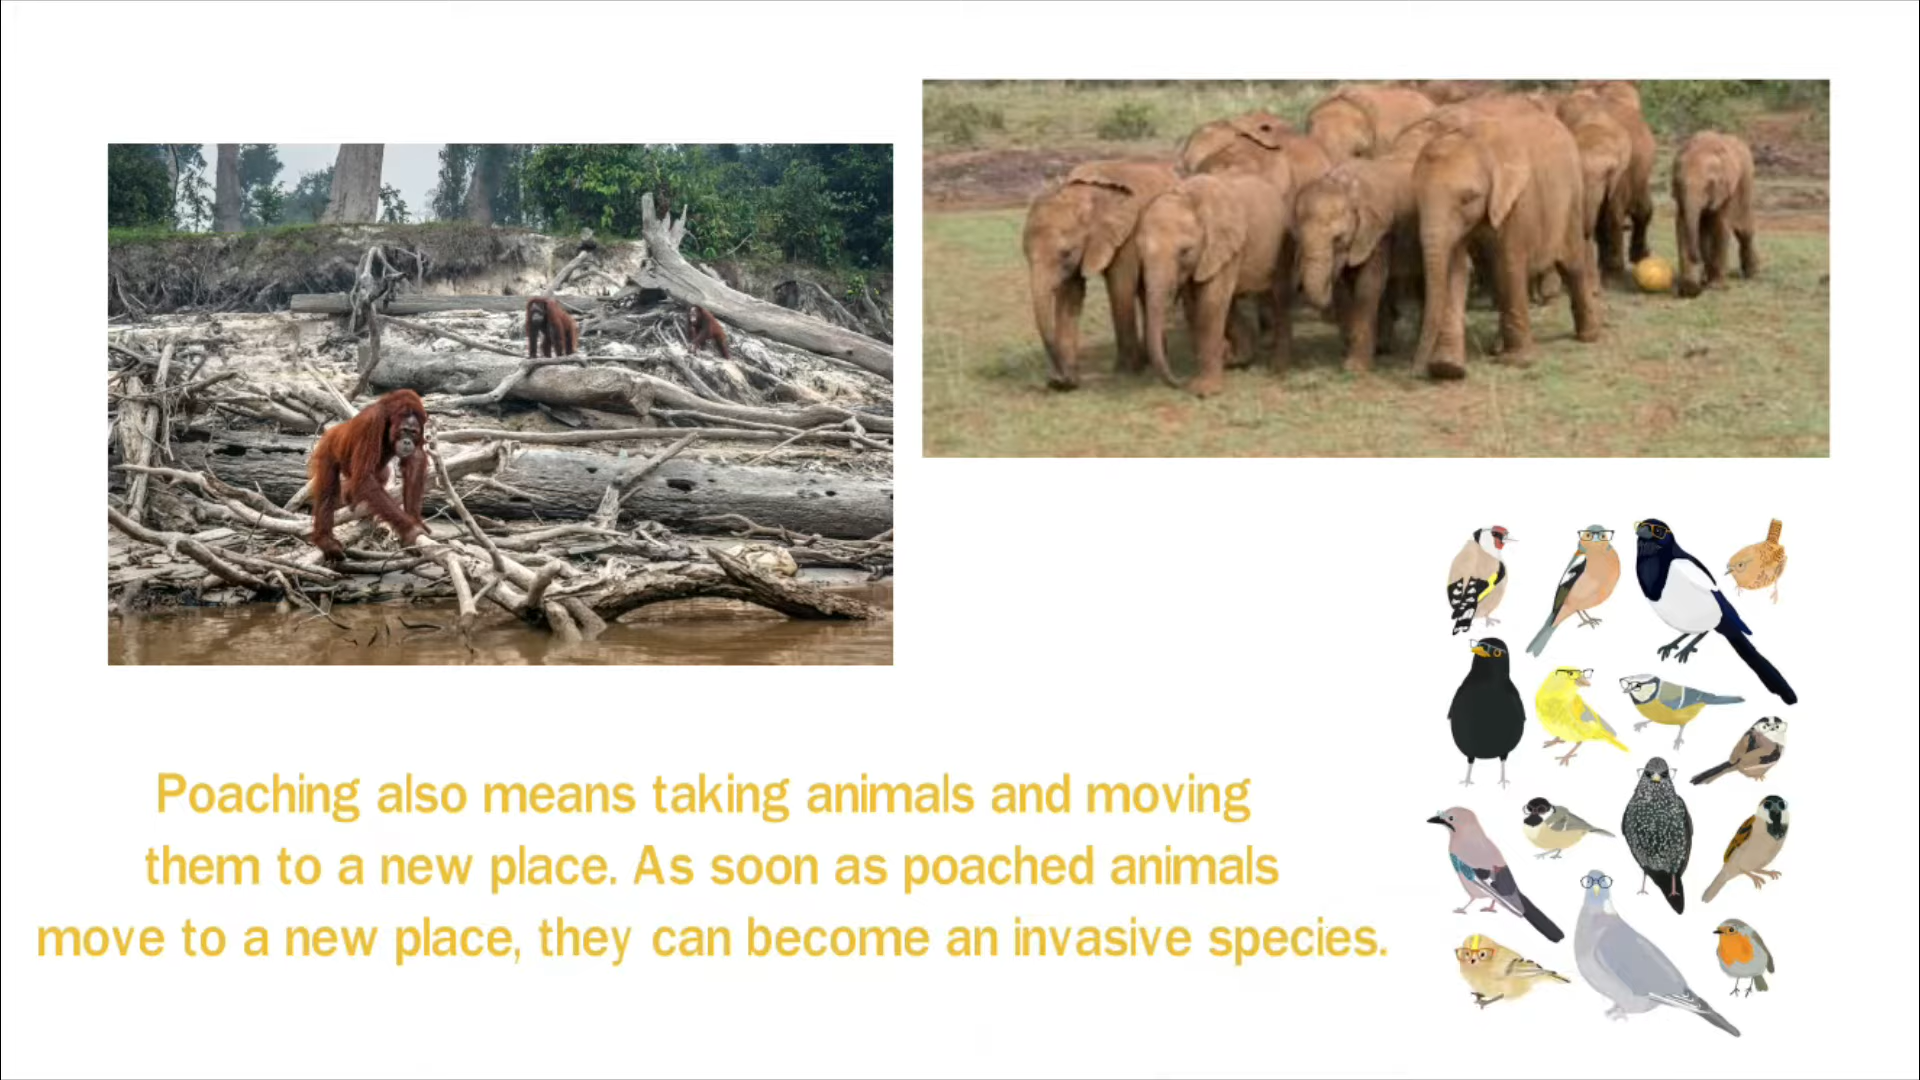 Poaching also means taking animals and moving
them to a new place. As soon as poached animals
move to a new place, they can become an invasive species.